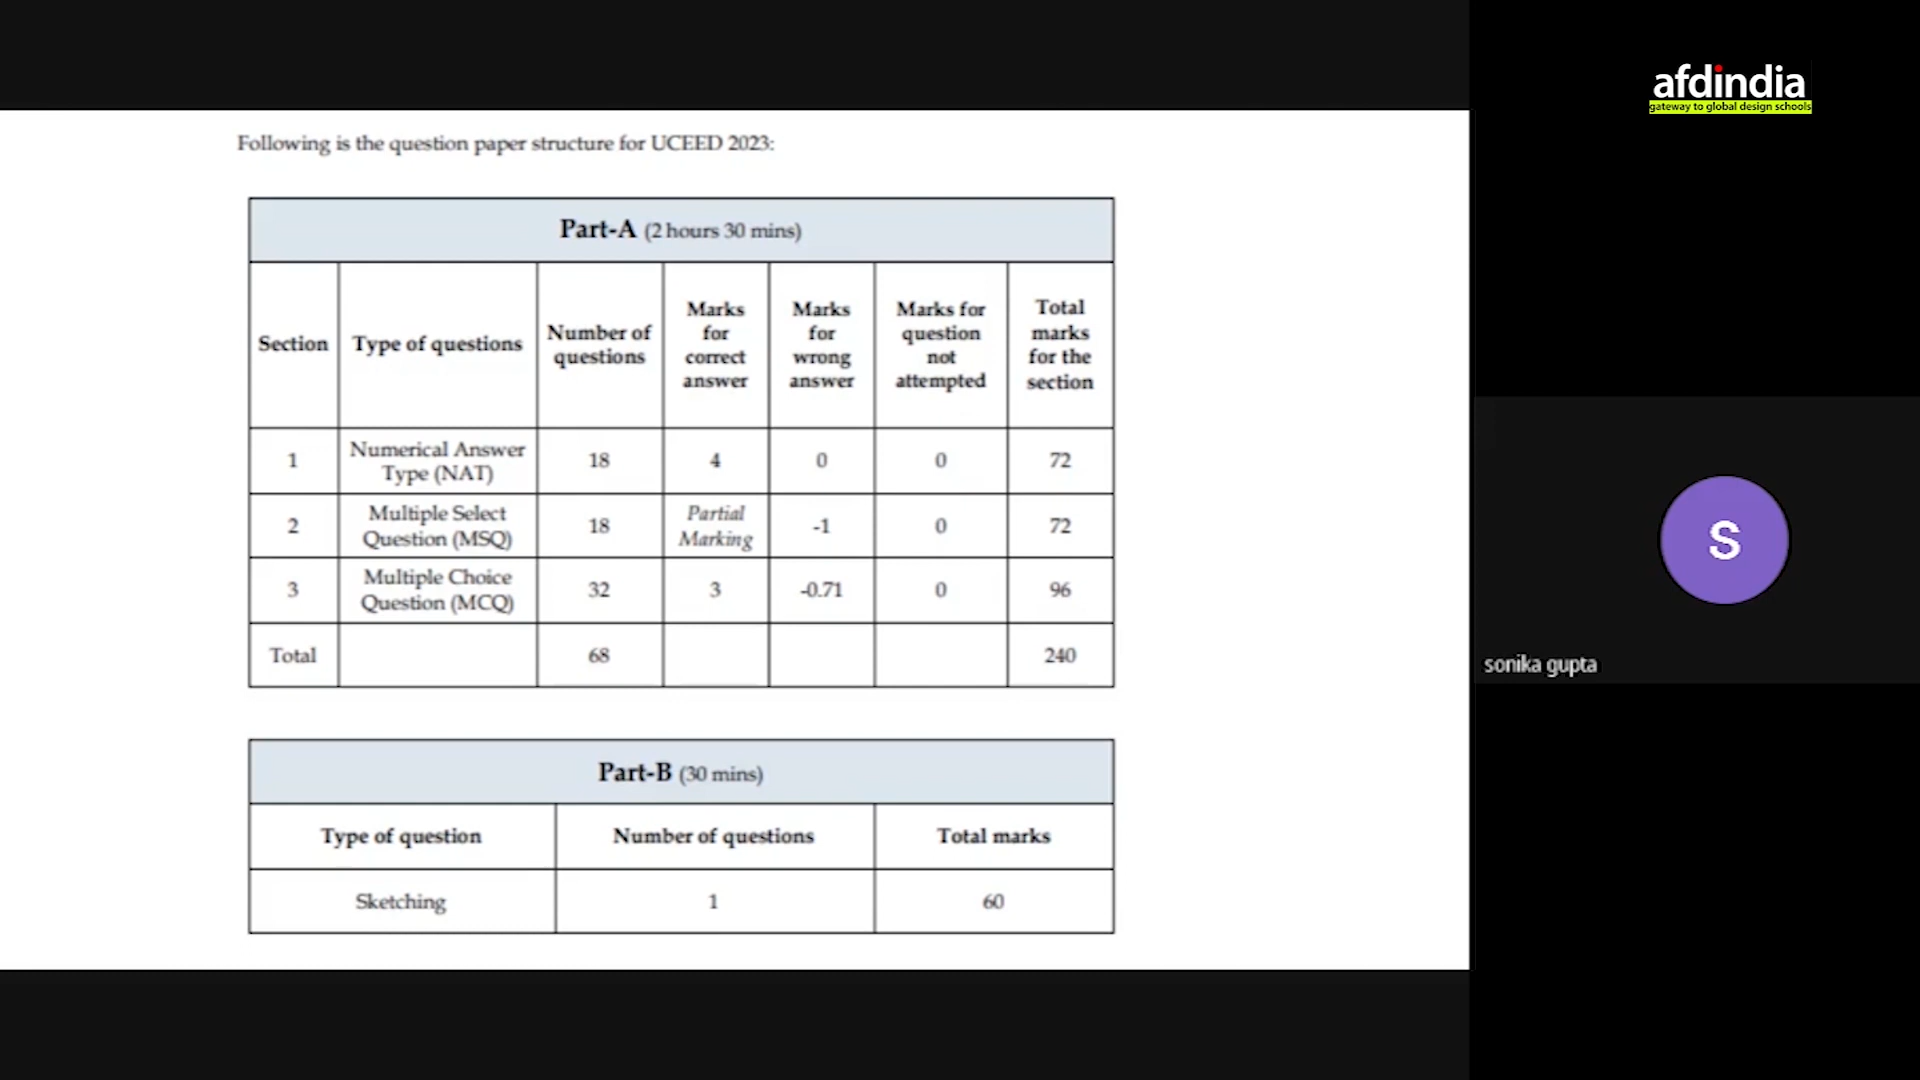 afdindia
gateway to global design schools
Following is the question paper structure for UCEED 2023:
Part-A (2 hours 30 mins)
Section
Type of questions
Number of
questions
Marks
for
correct
answer
Marks
for
wrong
answer
Marks for
question
not
attempted
Total
marks
for the
section
1
Numerical Answer
Type (NAT)
18
4
0
0
72
2
Multiple Select
Question (MSQ)
18
Partial
Marking
-1
0
72
3
Multiple Choice
Question (MCQ)
32
3
-0.71
0
96
Total
68
240
Part-B (30 mins)
Type of question
Number of questions
Total marks
Sketching
1
60
S
sonika gupta